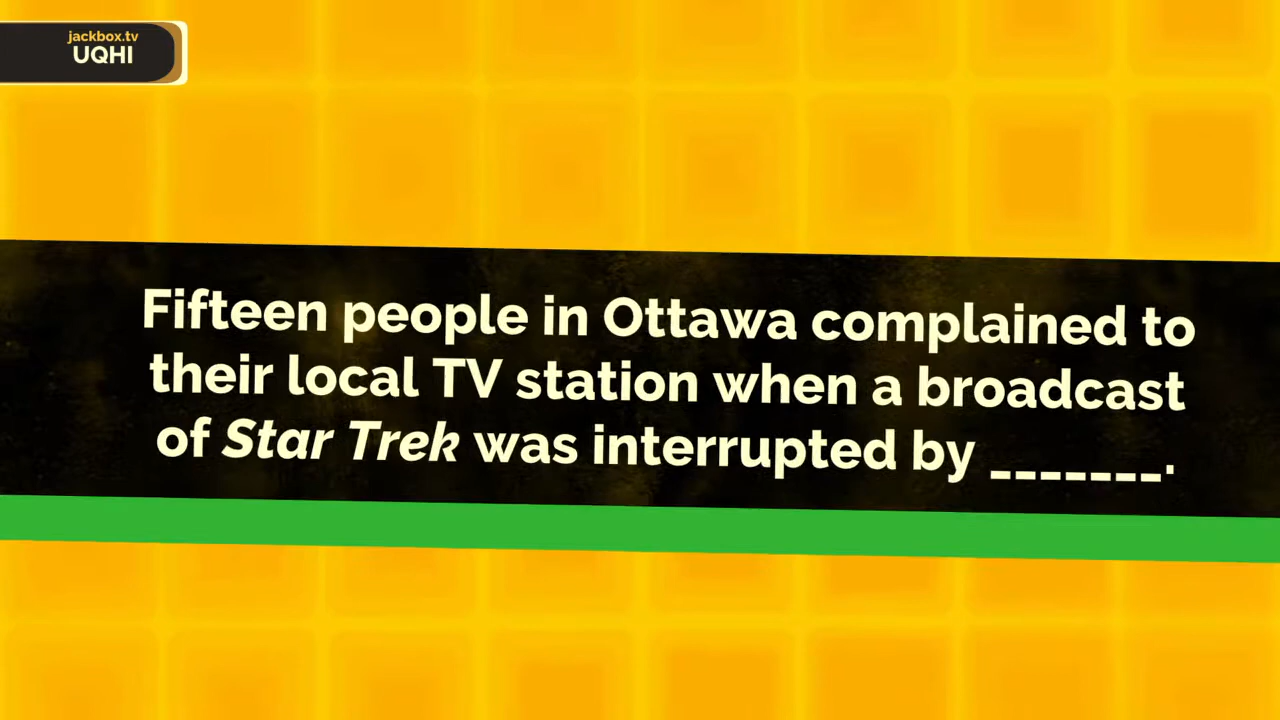 jackbox.tv
UQHI
Fifteen people in Ottawa complained to
their local TV station when a broadcast
of Star Trek was interrupted by _______.